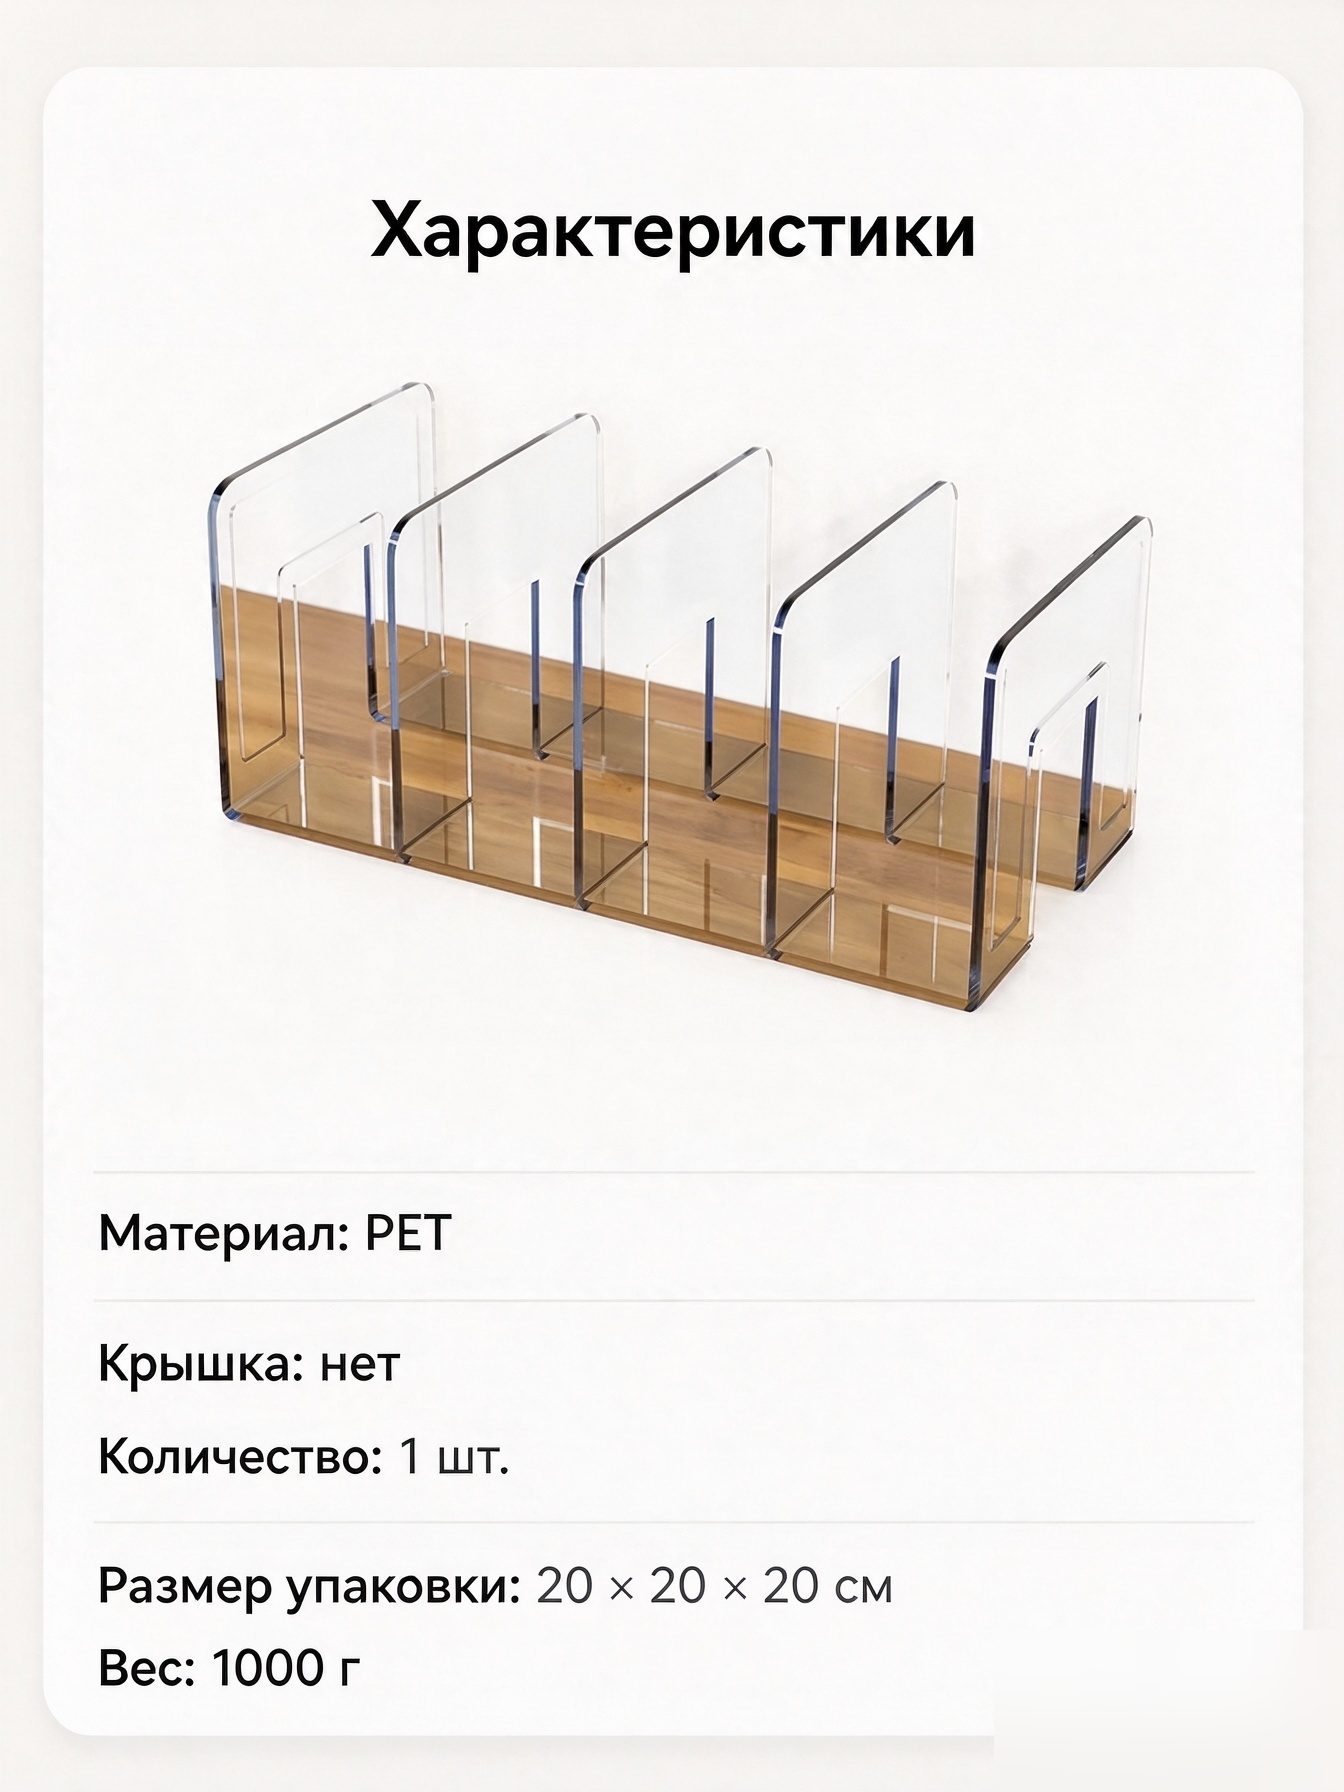 Характеристики
Материал: PET
Крышка: нет
Количество: 1 шт.
Размер упаковки: 20 × 20 × 20 см
Вес: 1000 г